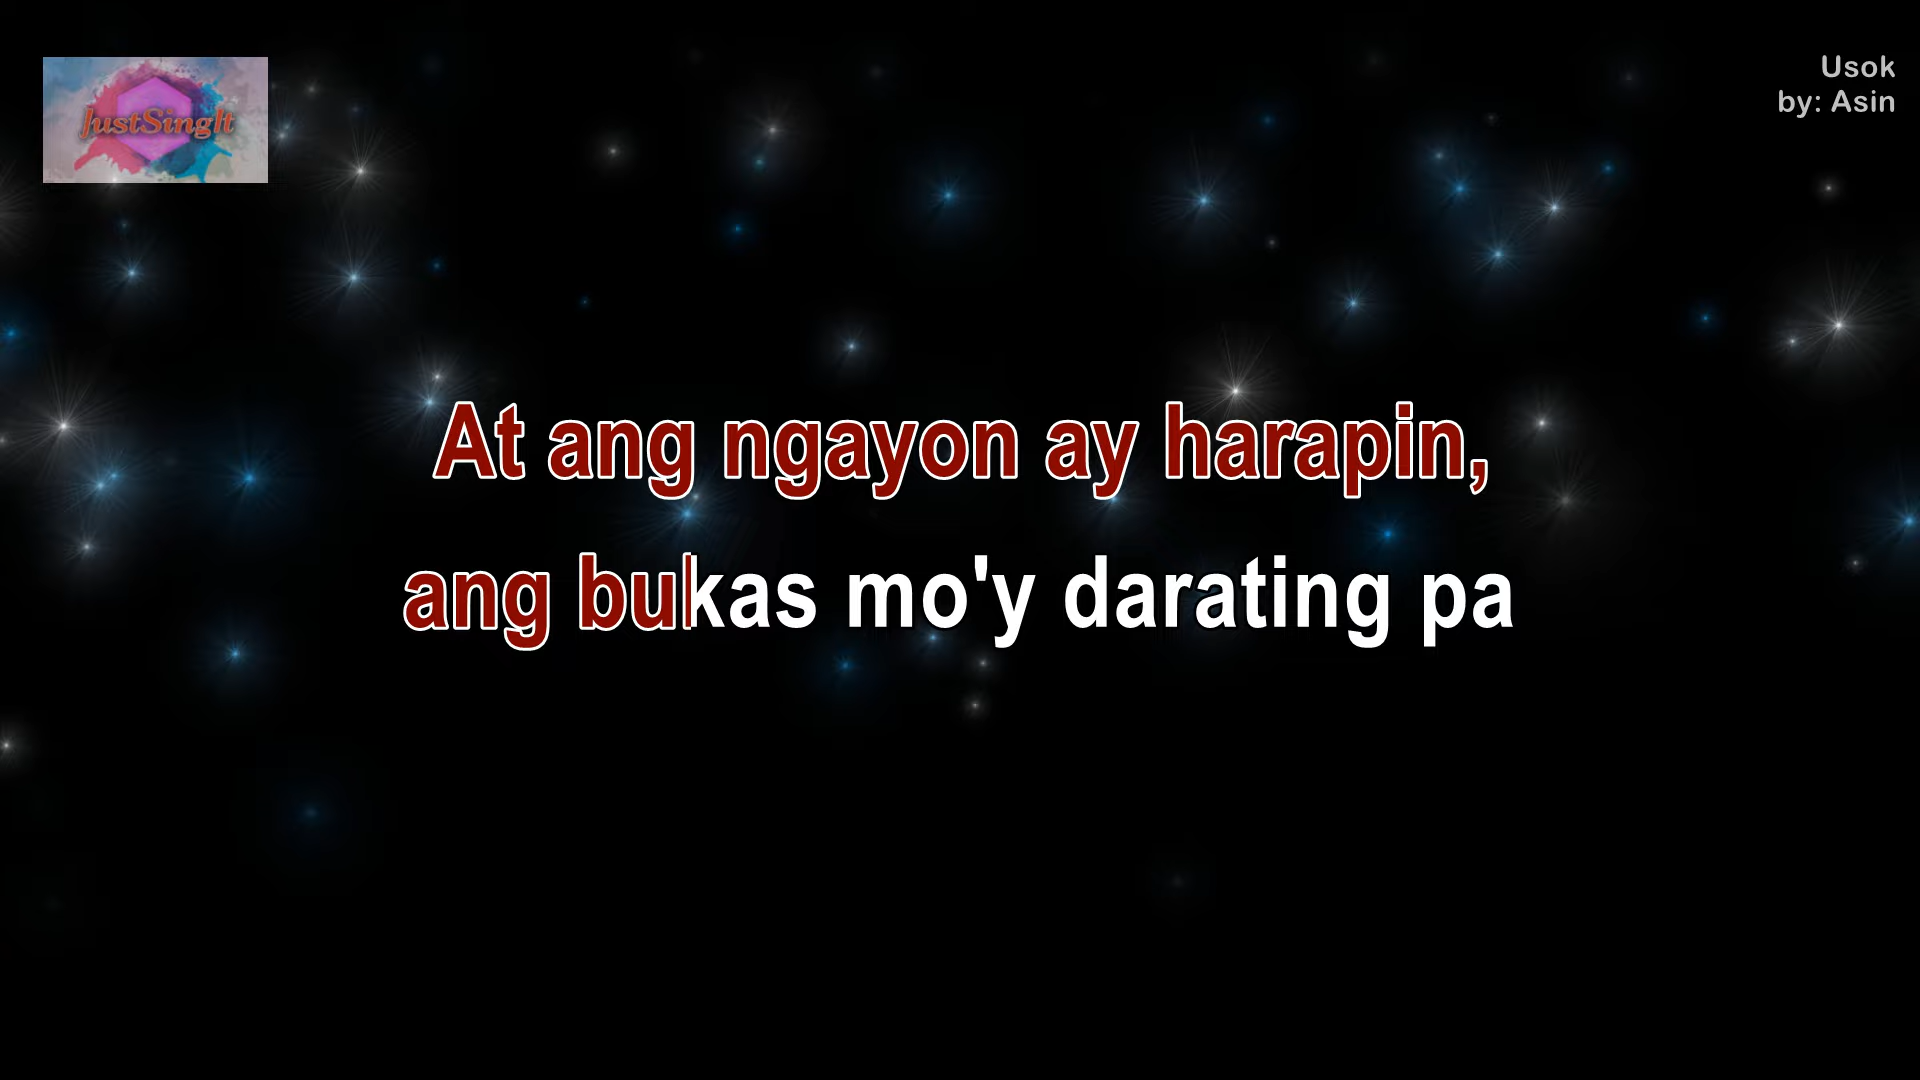 JustSingIt
Usok
by: Asin
At ang ngayon ay harapin,
ang bukas mo'y darating pa